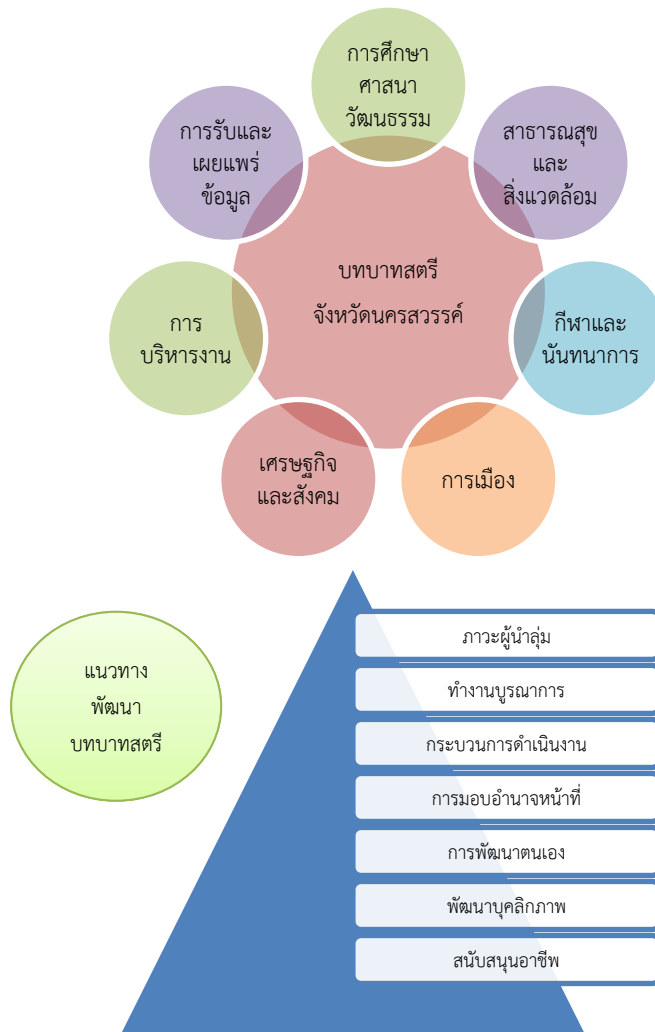 การศึกษา
ศาสนา
วัฒนธรรม
การรับและ
เผยแพร่
ข้อมูล
สาธารณสุข
และ
สิ่งแวดล้อม
บทบาทสตรี
จังหวัดนครสวรรค์
การ
บริหารงาน
กีฬาและ
นันทนาการ
เศรษฐกิจ
และสังคม
การเมือง
แนวทาง
พัฒนา
บทบาทสตรี
ภาวะผู้นำลุ่ม
ทำงานบูรณาการ
กระบวนการดำเนินงาน
การมอบอำนาจหน้าที่
การพัฒนาตนเอง
พัฒนาบุคลิกภาพ
สนับสนุนอาชีพ